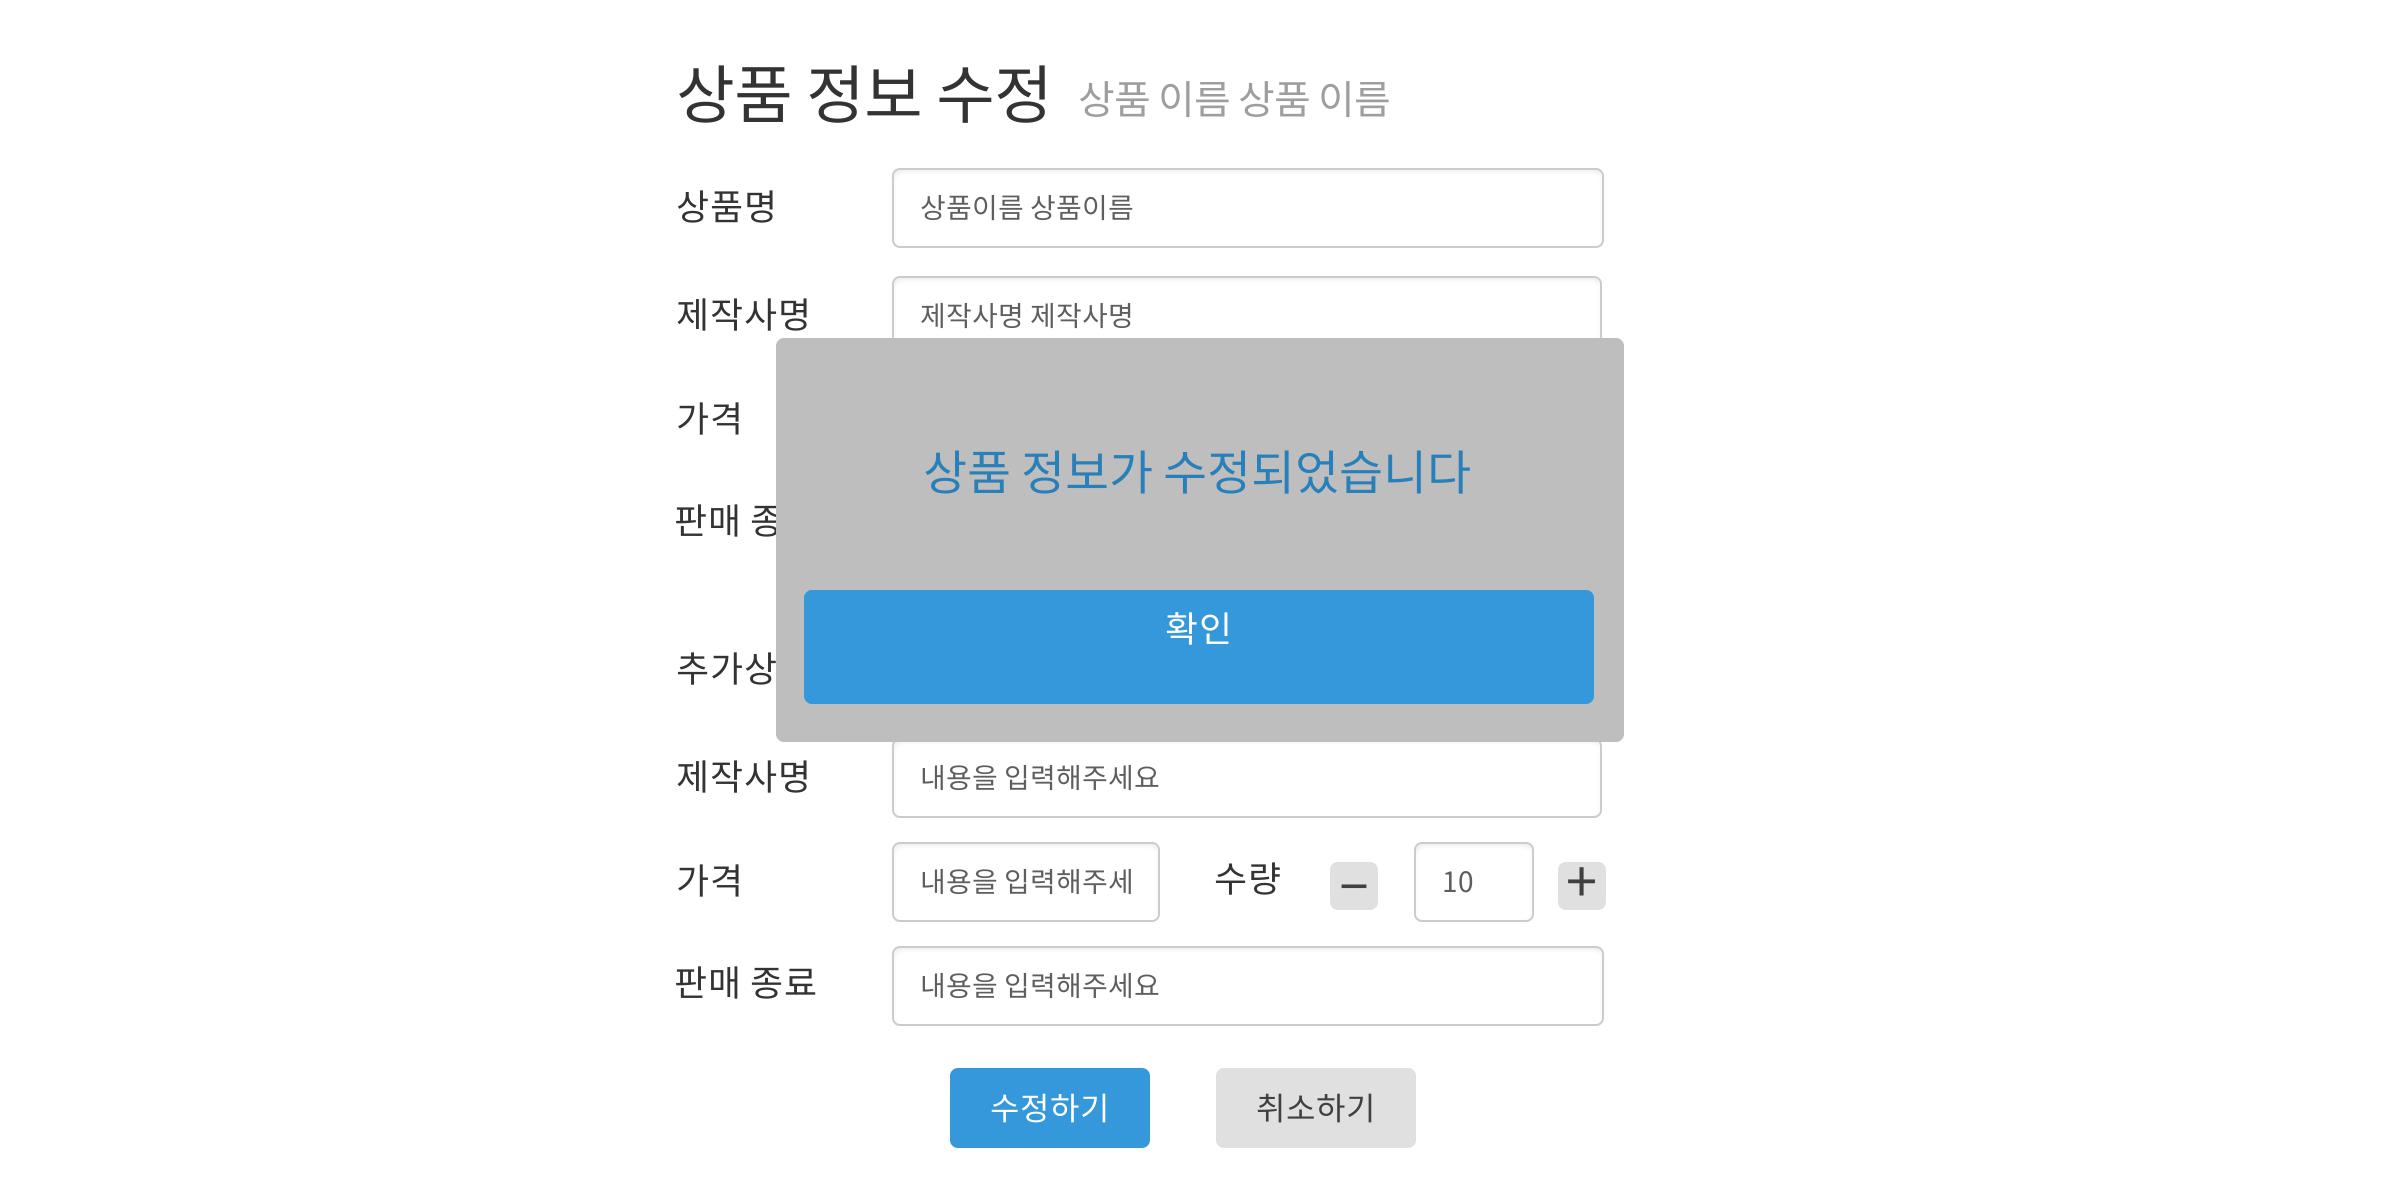 상품 정보 수정 상품 이름 상품 이름
상품명 상품이름 상품이름
제작사명 제작사명 제작사명
가격
상품 정보가 수정되었습니다
판매
확인
제작사명 내용을 입력해주세요
가격 내용을 입력해주세 수량 – 10 +
판매 종료 내용을 입력해주세요
수정하기 취소하기